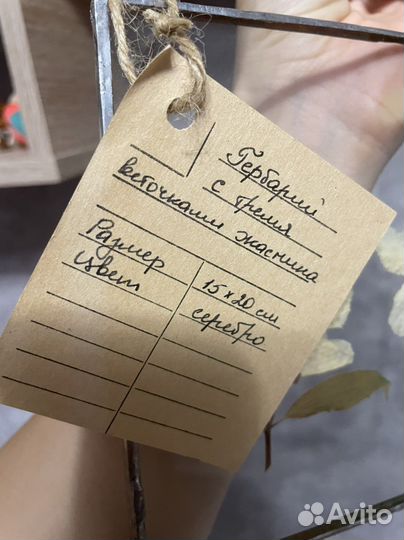 Гербарий
с тремя
веточками жасмина
Размер 15×20 см
Цвет серебро
Avito